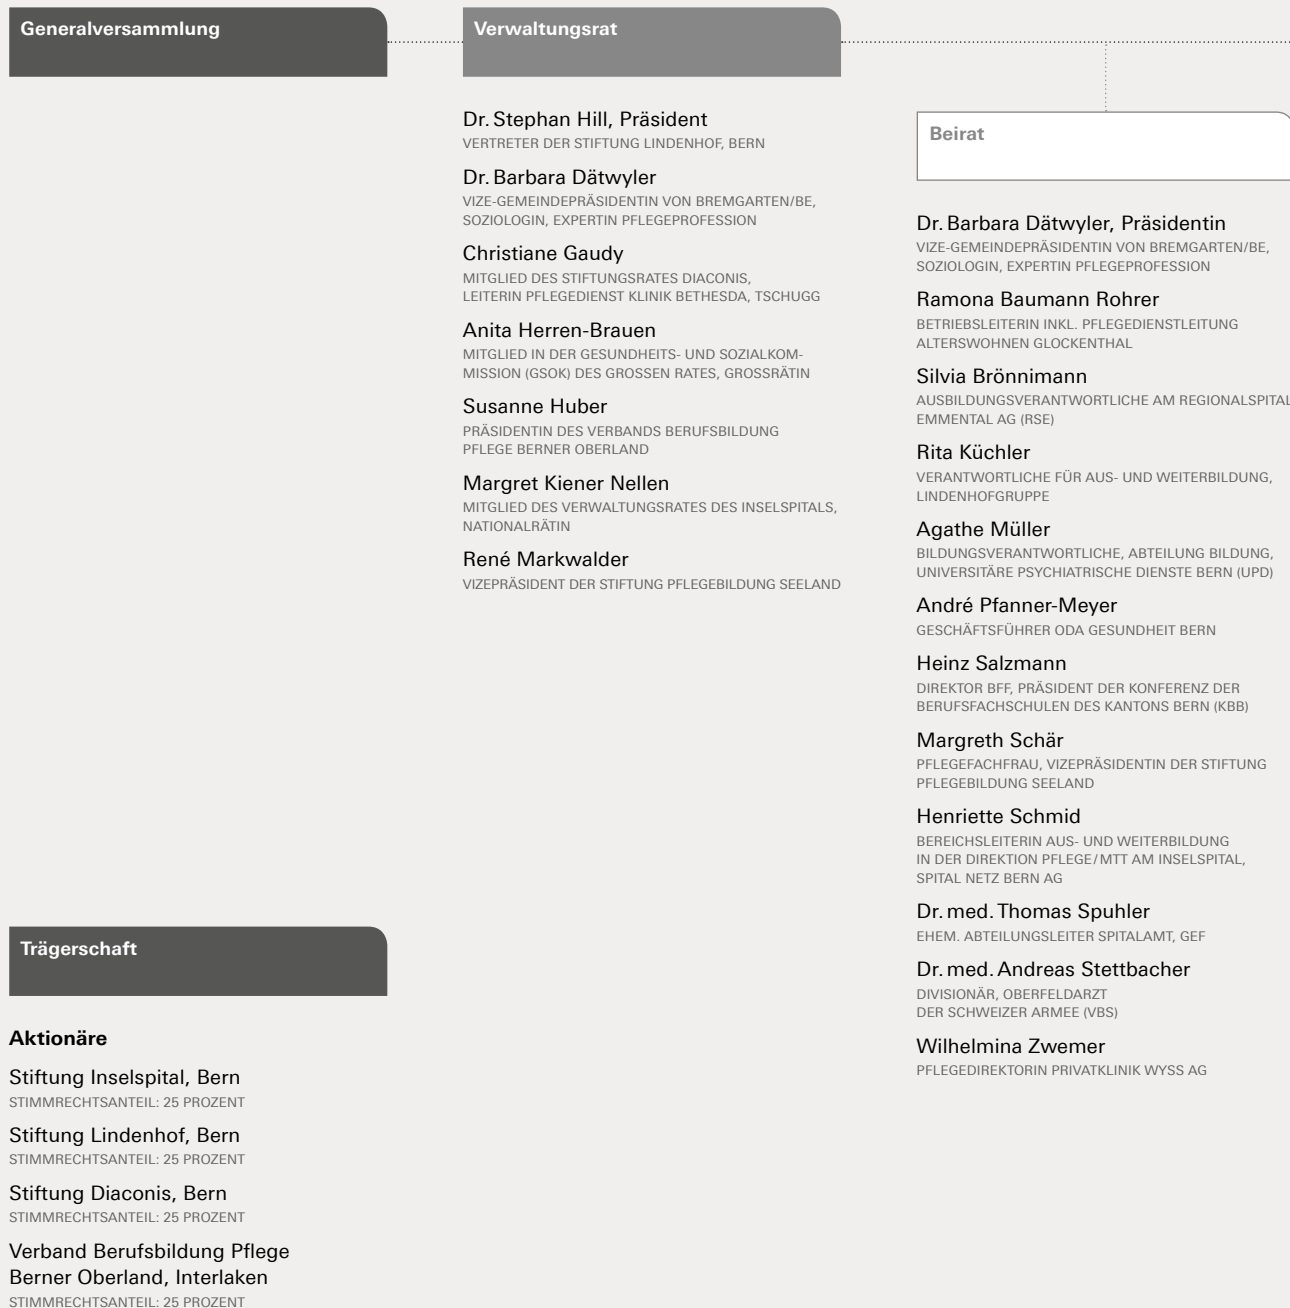 Generalversammlung
Verwaltungsrat
Dr. Stephan Hill, Präsident
VERTRETER DER STIFTUNG LINDENHOF, BERN
Dr. Barbara Dätwyler
VIZE-GEMEINDEPRÄSIDENTIN VON BREMGARTEN/BE,
SOZIOLOGIN, EXPERTIN PFLEGEPROFESSION
Christiane Gaudy
MITGLIED DES STIFTUNGSRATES DIACONIS,
LEITERIN PFLEGEDIENST KLINIK BETHESDA, TSCHUGG
Anita Herren-Brauen
MITGLIED IN DER GESUNDHEITS- UND SOZIALKOM-
MISSION (GSOK) DES GROSSEN RATES, GROSSRÄTIN
Susanne Huber
PRÄSIDENTIN DES VERBANDS BERUFSBILDUNG
PFLEGE BERNER OBERLAND
Margret Kiener Nellen
MITGLIED DES VERWALTUNGSRATES DES INSELSPITALS,
NATIONALRÄTIN
René Markwalder
VIZEPRÄSIDENT DER STIFTUNG PFLEGEBILDUNG SEELAND
Beirat
Dr. Barbara Dätwyler, Präsidentin
VIZE-GEMEINDEPRÄSIDENTIN VON BREMGARTEN/BE,
SOZIOLOGIN, EXPERTIN PFLEGEPROFESSION
Ramona Baumann Rohrer
BETRIEBSLEITERIN INKL. PFLEGEDIENSTLEITUNG
ALTERSWOHNEN GLOCKENTHAL
Silvia Brönnimann
AUSBILDUNGSVERANTWORTLICHE AM REGIONALSPITAL
EMMENTAL AG (RSE)
Rita Küchler
VERANTWORTLICHE FÜR AUS- UND WEITERBILDUNG,
LINDENHOFGRUPPE
Agathe Müller
BILDUNGSVERANTWORTLICHE, ABTEILUNG BILDUNG,
UNIVERSITÄRE PSYCHIATRISCHE DIENSTE BERN (UPD)
André Pfanner-Meyer
GESCHÄFTSFÜHRER ODA GESUNDHEIT BERN
Heinz Salzmann
DIREKTOR BFF, PRÄSIDENT DER KONFERENZ DER
BERUFSFACHSCHULEN DES KANTONS BERN (KBB)
Margreth Schär
PFLEGEFACHFRAU, VIZEPRÄSIDENTIN DER STIFTUNG
PFLEGEBILDUNG SEELAND
Henriette Schmid
BEREICHSLEITERIN AUS- UND WEITERBILDUNG
IN DER DIREKTION PFLEGE/MTT AM INSELSPITAL,
SPITAL NETZ BERN AG
Dr. med. Thomas Spuhler
EHEM. ABTEILUNGSLEITER SPITALAMT, GEF
Dr. med. Andreas Stettbacher
DIVISIONÄR, OBERFELDARZT
DER SCHWEIZER ARMEE (VBS)
Wilhelmina Zwemer
PFLEGEDIREKTORIN PRIVATKLINIK WYSS AG
Trägerschaft
Aktionäre
Stiftung Inselspital, Bern
STIMMRECHTSANTEIL: 25 PROZENT
Stiftung Lindenhof, Bern
STIMMRECHTSANTEIL: 25 PROZENT
Stiftung Diaconis, Bern
STIMMRECHTSANTEIL: 25 PROZENT
Verband Berufsbildung Pflege
Berner Oberland, Interlaken
STIMMRECHTSANTEIL: 25 PROZENT